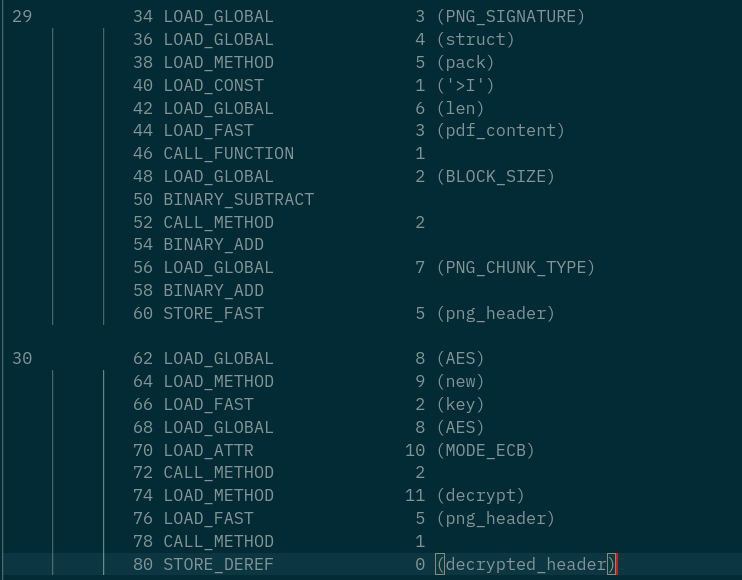 29 34 LOAD_GLOBAL 3 (PNG_SIGNATURE)
36 LOAD_GLOBAL 4 (struct)
38 LOAD_METHOD 5 (pack)
40 LOAD_CONST 1 ('>I')
42 LOAD_GLOBAL 6 (len)
44 LOAD_FAST 3 (pdf_content)
46 CALL_FUNCTION 1
48 LOAD_GLOBAL 2 (BLOCK_SIZE)
50 BINARY_SUBTRACT
52 CALL_METHOD 2
54 BINARY_ADD
56 LOAD_GLOBAL 7 (PNG_CHUNK_TYPE)
58 BINARY_ADD
60 STORE_FAST 5 (png_header)
30 62 LOAD_GLOBAL 8 (AES)
64 LOAD_METHOD 9 (new)
66 LOAD_FAST 2 (key)
68 LOAD_GLOBAL 8 (AES)
70 LOAD_ATTR 10 (MODE_ECB)
72 CALL_METHOD 2
74 LOAD_METHOD 11 (decrypt)
76 LOAD_FAST 5 (png_header)
78 CALL_METHOD 1
80 STORE_DEREF 0 (decrypted_header)